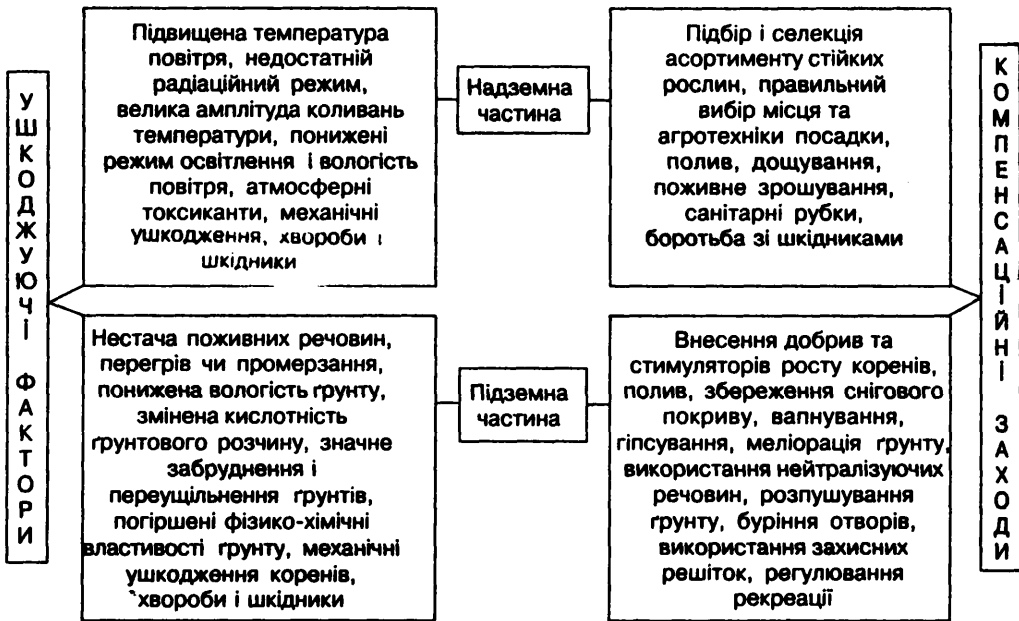 УШКОДЖУЮЧІ ФАКТОРИ
Підвищена температура
повітря, недостатній
радіаційний режим,
велика амплітуда коливань
температури, понижені
режим освітлення і вологість
повітря, атмосферні
токсиканти, механічні
ушкодження, хвороби і
шкідники
Надземна
частина
Підбір і селекція
асортименту стійких
рослин, правильний
вибір місця та
агротехніки посадки,
полив, дощування,
поживне зрошування,
санітарні рубки,
боротьба зі шкідниками
Нестача поживних речовин,
перегрів чи промерзання,
понижена вологість ґрунту,
змінена кислотність
ґрунтового розчину, значне
забруднення і
переущільнення ґрунтів,
погіршені фізико-хімічні
властивості ґрунту, механічні
ушкодження коренів,
хвороби і шкідники
Підземна
частина
Внесення добрив та
стимуляторів росту коренів,
полив, збереження снігового
покриву, вапнування,
гіпсування, меліорація ґрунту,
використання нейтралізуючих
речовин, розпушування
ґрунту, буріння отворів,
використання захисних
решіток, регулювання
рекреації
КОМПЕНСАЦІЙНІ ЗАХОДИ